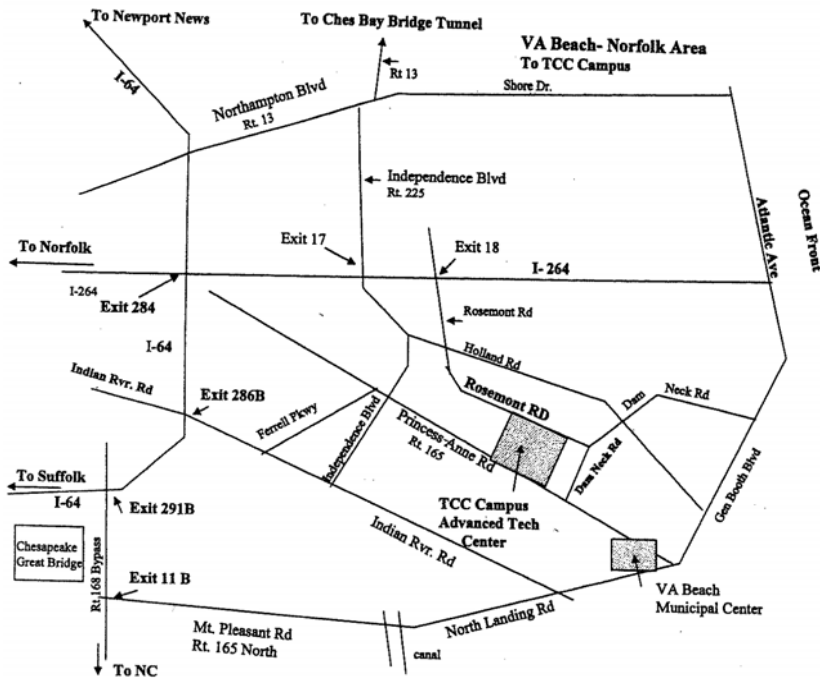 To Newport News
To Ches Bay Bridge Tunnel
VA Beach- Norfolk Area
To TCC Campus
I-64
Rt 13
Northampton Blvd
Rt. 13
Shore Dr.
Independence Blvd
Rt. 225
Atlantic Ave
Ocean Front
To Norfolk
Exit 17
Exit 18
I- 264
I-264
Exit 284
Rosemont Rd
I-64
Holland Rd
Indian Rvr. Rd
Exit 286B
Ferrell Pkwy
Independence Blvd
Princess-Anne Rd
Rt. 165
Rosemont RD
Dam
Neck Rd
Dam Neck Rd
Gen Booth Blvd
To Suffolk
I-64
Exit 291B
TCC Campus
Advanced Tech
Center
Indian Rvr. Rd
Chesapeake
Great Bridge
Rt.168 Bypass
Exit 11 B
VA Beach
Municipal Center
North Landing Rd
Mt. Pleasant Rd
Rt. 165 North
canal
To NC